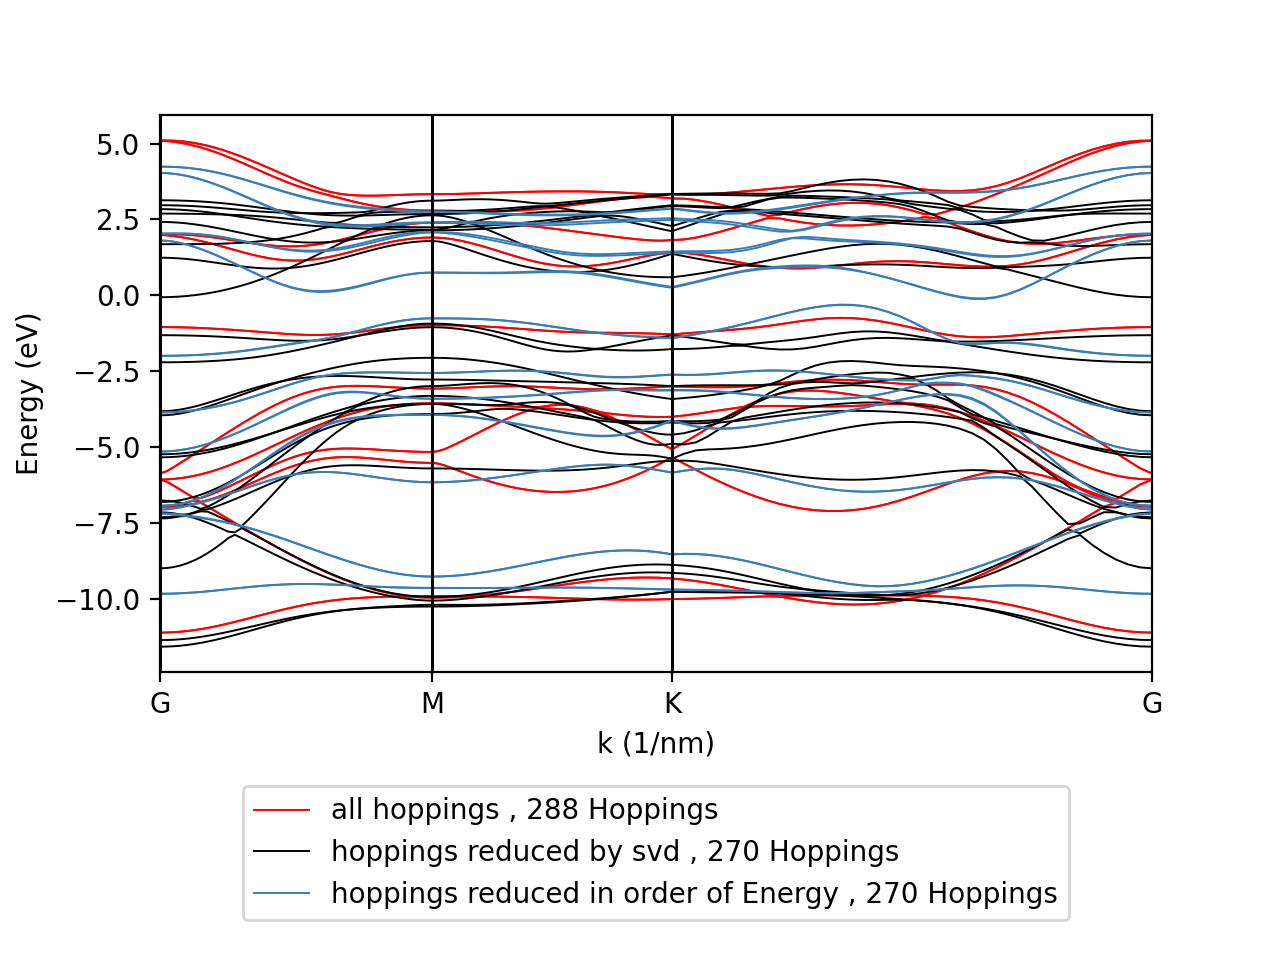 5.0
2.5
0.0
−2.5
−5.0
−7.5
−10.0
Energy (eV)
G M K G
k (1/nm)
all hoppings , 288 Hoppings
hoppings reduced by svd , 270 Hoppings
hoppings reduced in order of Energy , 270 Hoppings